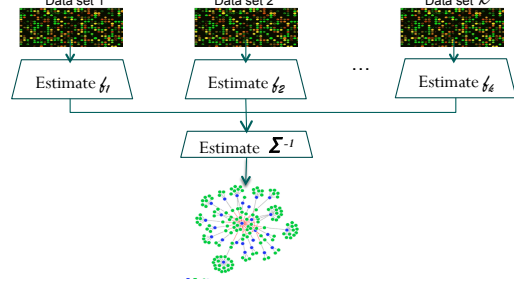 Data set 1
Data set 2
Data set k
...
Estimate f1
Estimate f2
Estimate fk
Estimate Σ-1